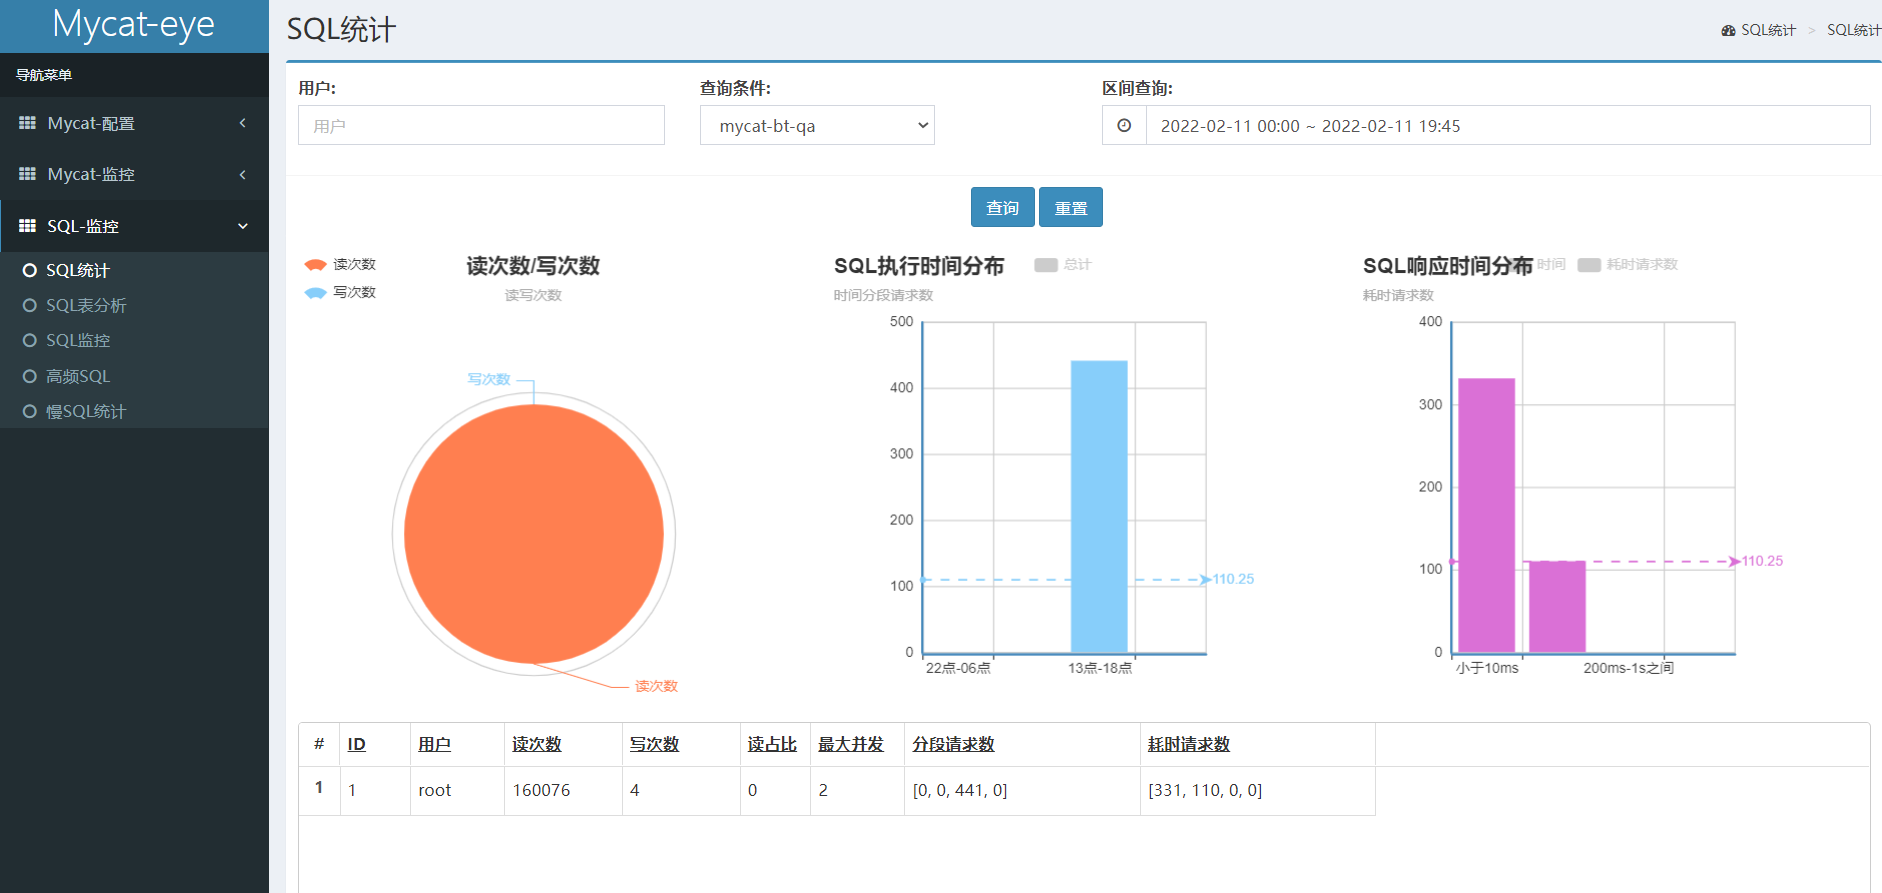 Mycat-eye
导航菜单
Mycat-配置
Mycat-监控
SQL-监控
SQL统计
SQL表分析
SQL监控
高频SQL
慢SQL统计
SQL统计
SQL统计 > SQL统计
用户:
用户
查询条件:
mycat-bt-qa
区间查询:
2022-02-11 00:00 ~ 2022-02-11 19:45
查询 重置
读次数
写次数
读次数/写次数
读写次数
写次数
读次数
SQL执行时间分布 总计
时间分段请求数
500
400
300
200
100
0
110.25
22点-06点 13点-18点
SQL响应时间分布 时间 耗时请求数
耗时请求数
400
300
200
100
0
110.25
小于10ms 200ms-1s之间
# ID 用户 读次数 写次数 读占比 最大并发 分段请求数 耗时请求数
1 1 root 160076 4 0 2 [0, 0, 441, 0] [331, 110, 0, 0]